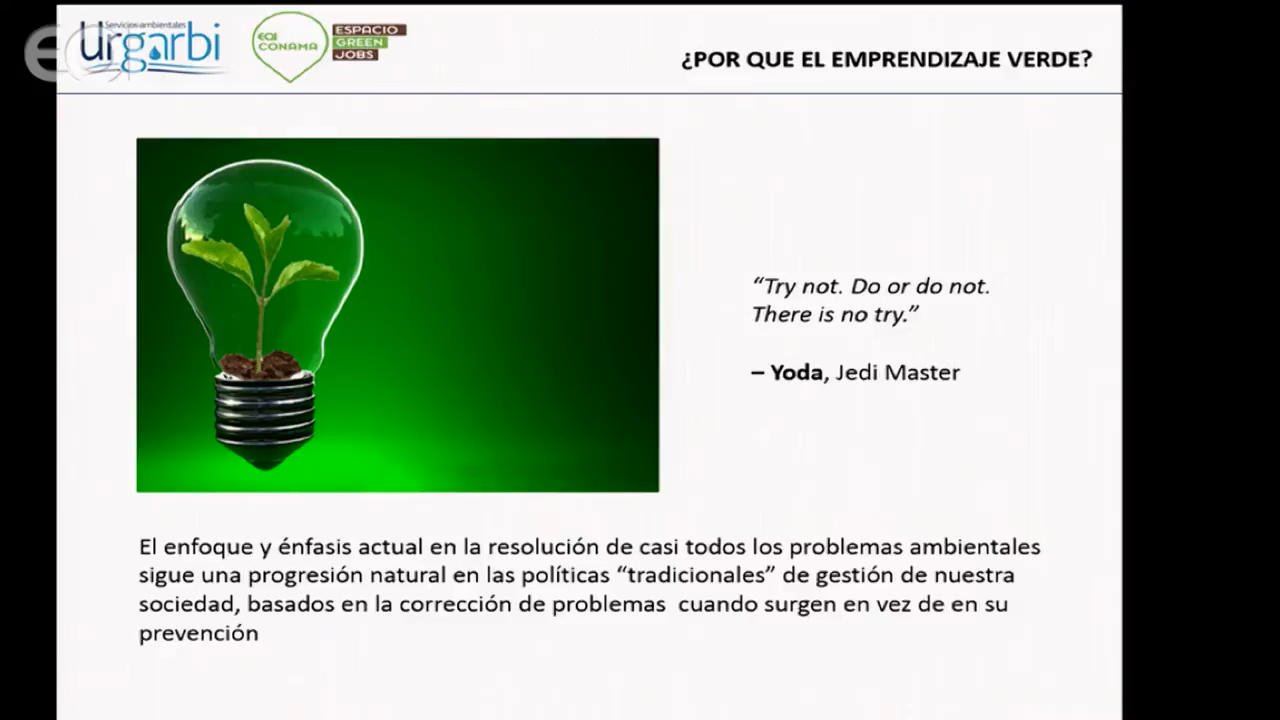 Servicios ambientales
urgarbi
eoi
CONAMA
ESPACIO
GREEN
JOBS
¿POR QUE EL EMPRENDIZAJE VERDE?
“Try not. Do or do not.
There is no try.”
– Yoda, Jedi Master
El enfoque y énfasis actual en la resolución de casi todos los problemas ambientales
sigue una progresión natural en las políticas “tradicionales” de gestión de nuestra
sociedad, basados en la corrección de problemas cuando surgen en vez de en su
prevención